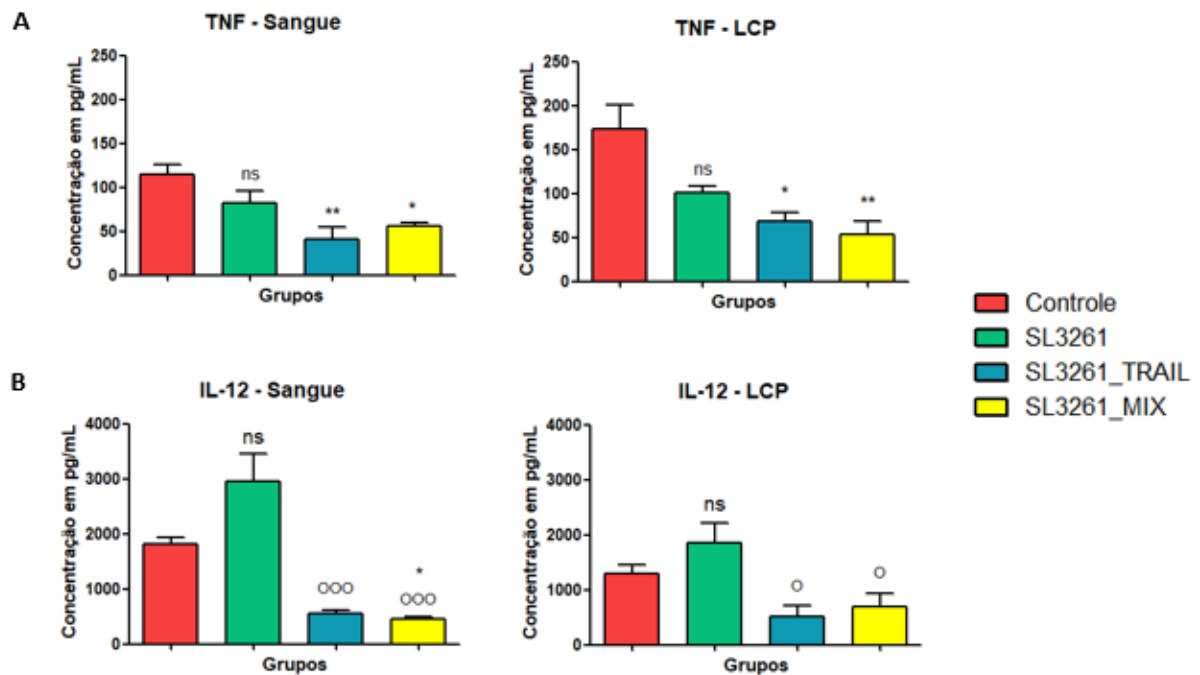 A
TNF - Sangue
Concentração em pg/mL
250
200
150
100
50
0
ns
**
*
Grupos
TNF - LCP
Concentração em pg/mL
250
200
150
100
50
0
ns
*
**
Grupos
Controle
SL3261
SL3261_TRAIL
SL3261_MIX
B
IL-12 - Sangue
Concentração em pg/mL
4000
3000
2000
1000
0
ns
OOO
*
OOO
Grupos
IL-12 - LCP
Concentração em pg/mL
4000
3000
2000
1000
0
ns
O
O
Grupos